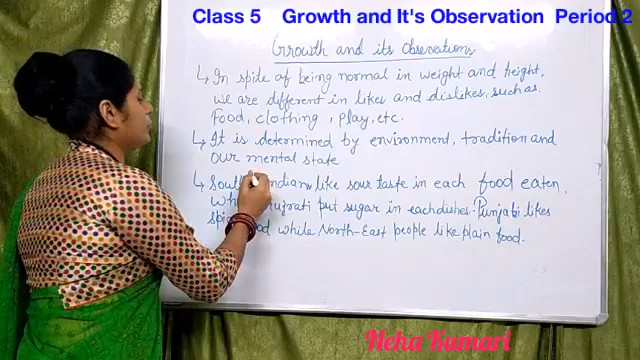 Class 5 Growth and It's Observation Period 2
Growth and its Observations
↳ In spite of being normal in weight and height,
we are different in likes and dislikes, such as
food, clothing, play, etc.
↳ It is determined by environment, tradition and
our mental state
↳ South Indians like sour taste in each food eaten.
put sugar in each dishes. Punjabi likes
while North-East people like plain food.
Neha Kumari